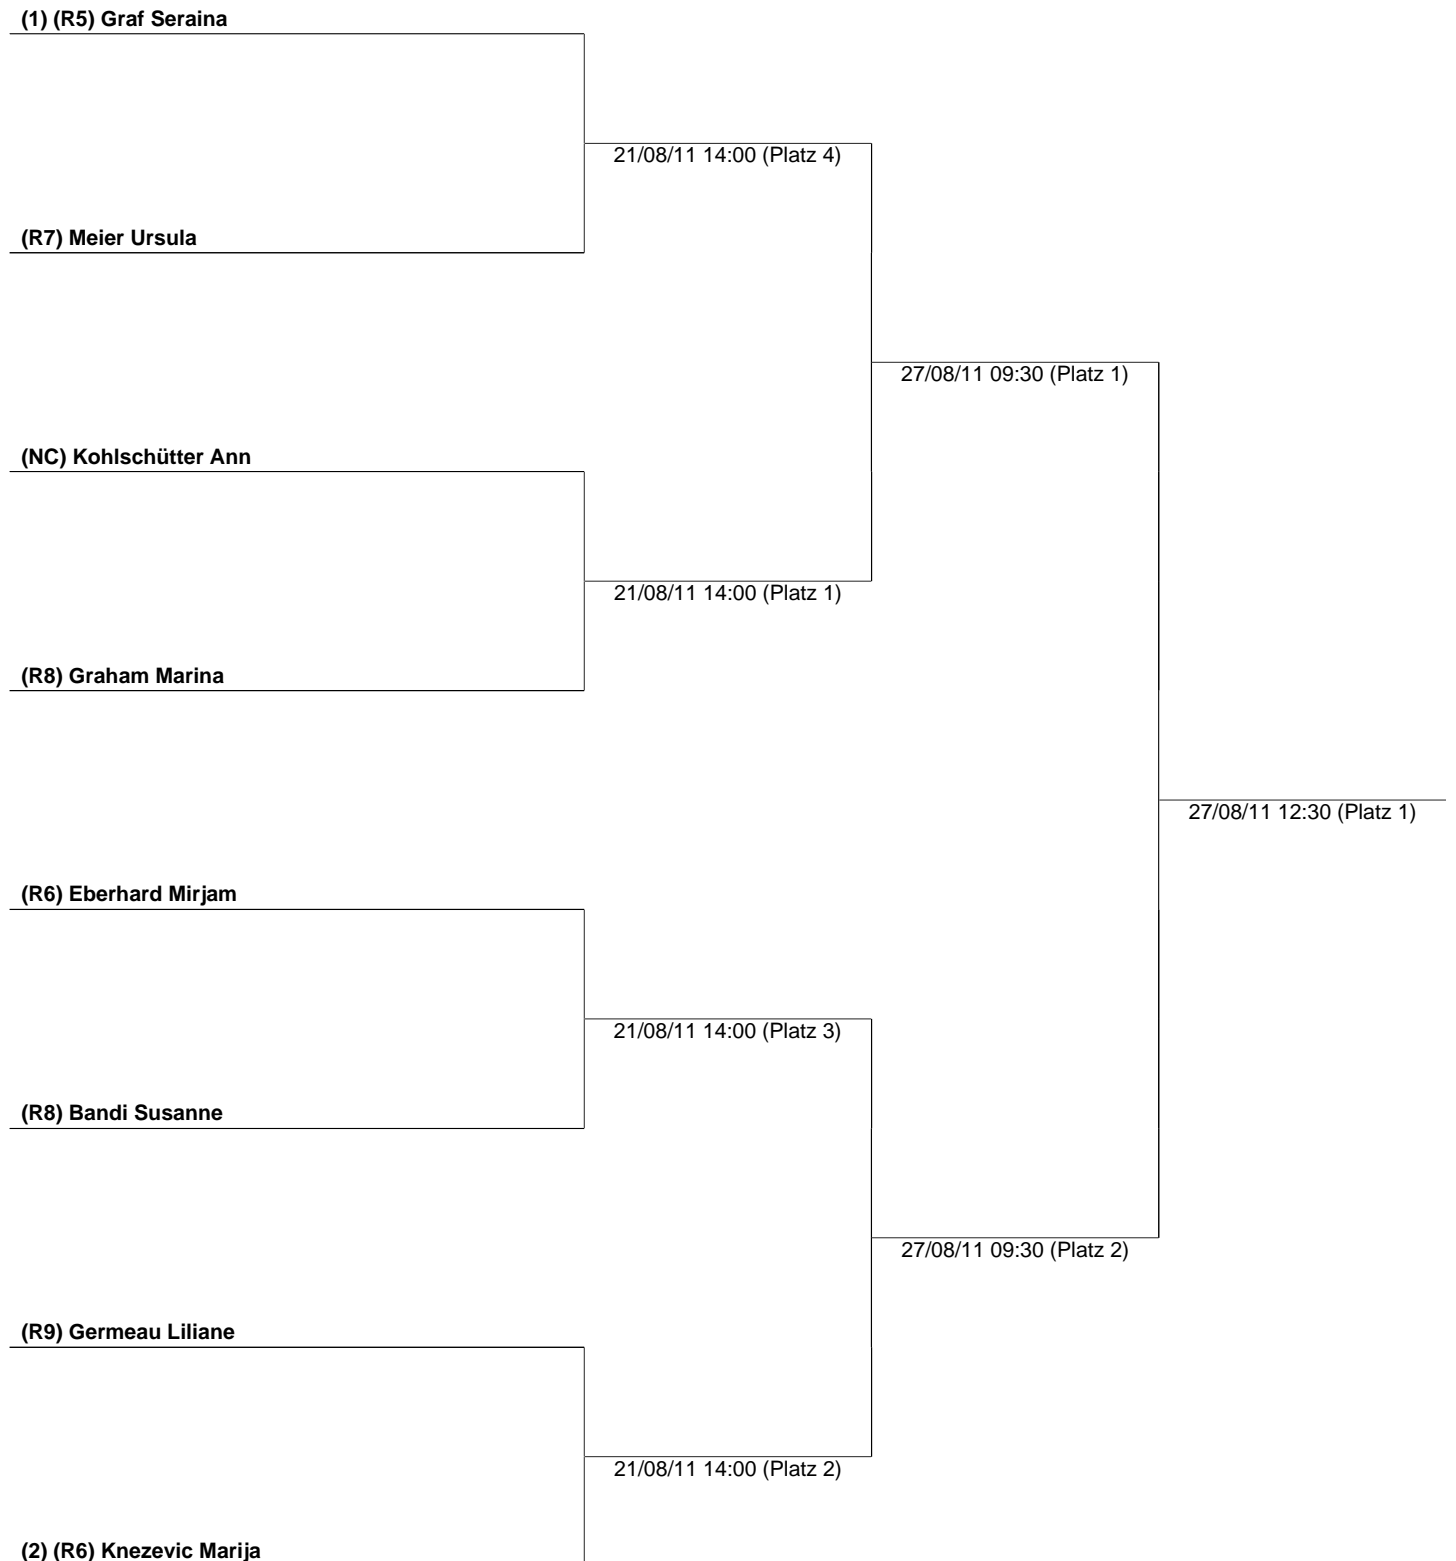 (1) (R5) Graf Seraina
21/08/11 14:00 (Platz 4)
(R7) Meier Ursula
27/08/11 09:30 (Platz 1)
(NC) Kohlschütter Ann
21/08/11 14:00 (Platz 1)
(R8) Graham Marina
27/08/11 12:30 (Platz 1)
(R6) Eberhard Mirjam
21/08/11 14:00 (Platz 3)
(R8) Bandi Susanne
27/08/11 09:30 (Platz 2)
(R9) Germeau Liliane
21/08/11 14:00 (Platz 2)
(2) (R6) Knezevic Marija